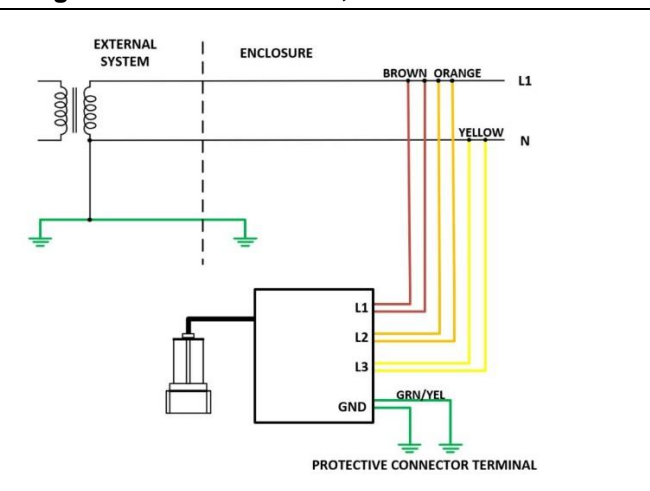 EXTERNAL
SYSTEM
ENCLOSURE
BROWN ORANGE
L1
YELLOW
N
L1
L2
L3
GRN/YEL
GND
PROTECTIVE CONNECTOR TERMINAL